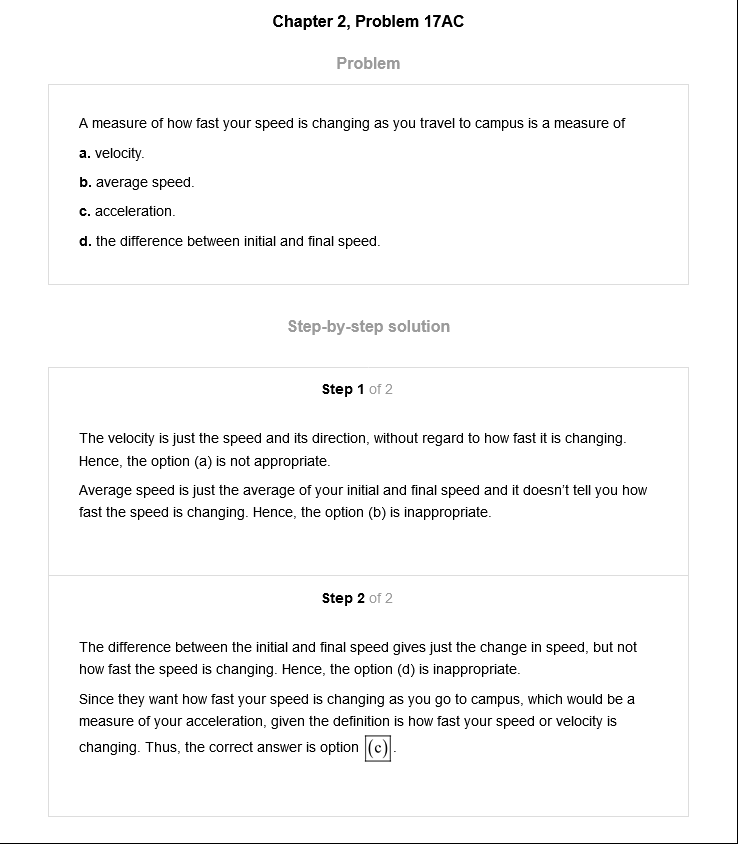 Chapter 2, Problem 17AC
Problem
A measure of how fast your speed is changing as you travel to campus is a measure of
a. velocity.
b. average speed.
c. acceleration.
d. the difference between initial and final speed.
Step-by-step solution
Step 1 of 2
The velocity is just the speed and its direction, without regard to how fast it is changing.
Hence, the option (a) is not appropriate.
Average speed is just the average of your initial and final speed and it doesn't tell you how
fast the speed is changing. Hence, the option (b) is inappropriate.
Step 2 of 2
The difference between the initial and final speed gives just the change in speed, but not
how fast the speed is changing. Hence, the option (d) is inappropriate.
Since they want how fast your speed is changing as you go to campus, which would be a
measure of your acceleration, given the definition is how fast your speed or velocity is
changing. Thus, the correct answer is option (c).